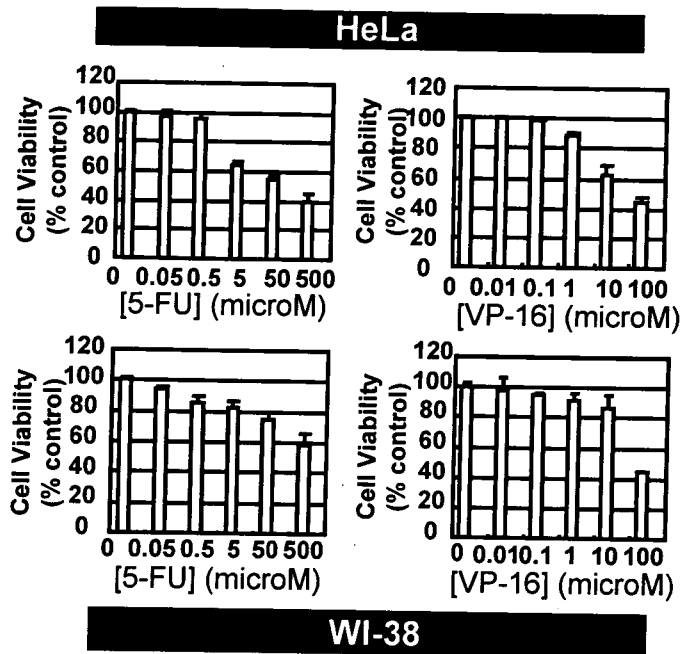 HeLa
Cell Viability
(% control)
120
100
80
60
40
20
0
0 0.05 0.5 5 50 500
[5-FU] (microM)
Cell Viability
(% control)
120
100
80
60
40
20
0
0 0.01 0.1 1 10 100
[VP-16] (microM)
Cell Viability
(% control)
120
100
80
60
40
20
0
0 0.05 0.5 5 50 500
[5-FU] (microM)
Cell Viability
(% control)
120
100
80
60
40
20
0
0 0.01 0.1 1 10 100
[VP-16] (microM)
WI-38